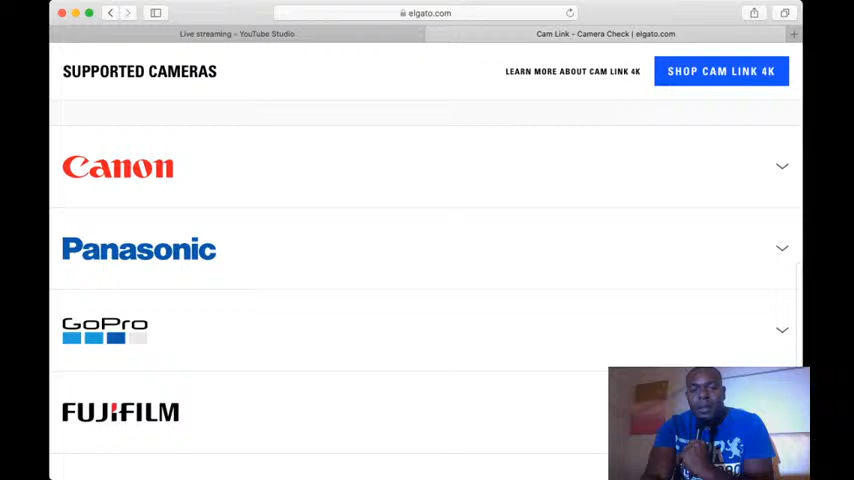 elgato.com
Live streaming - YouTube Studio
Cam Link - Camera Check | elgato.com
SUPPORTED CAMERAS
LEARN MORE ABOUT CAM LINK 4K
SHOP CAM LINK 4K
Canon
Panasonic
GoPro
FUJIFILM